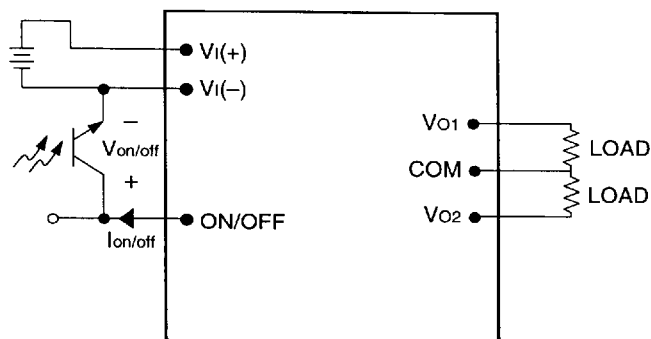 VI(+)
VI(–)
–
Von/off
+
ON/OFF
Ion/off
VO1
LOAD
COM
LOAD
VO2